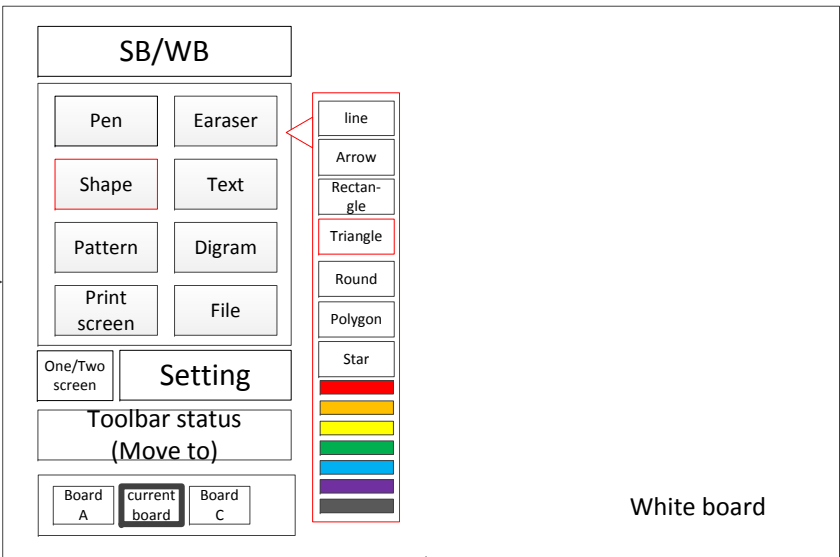 SB/WB
Pen
Earaser
Shape
Text
Pattern
Digram
Print
screen
File
One/Two
screen
Setting
Toolbar status
(Move to)
Board
A
current
board
Board
C
line
Arrow
Rectan-
gle
Triangle
Round
Polygon
Star
White board